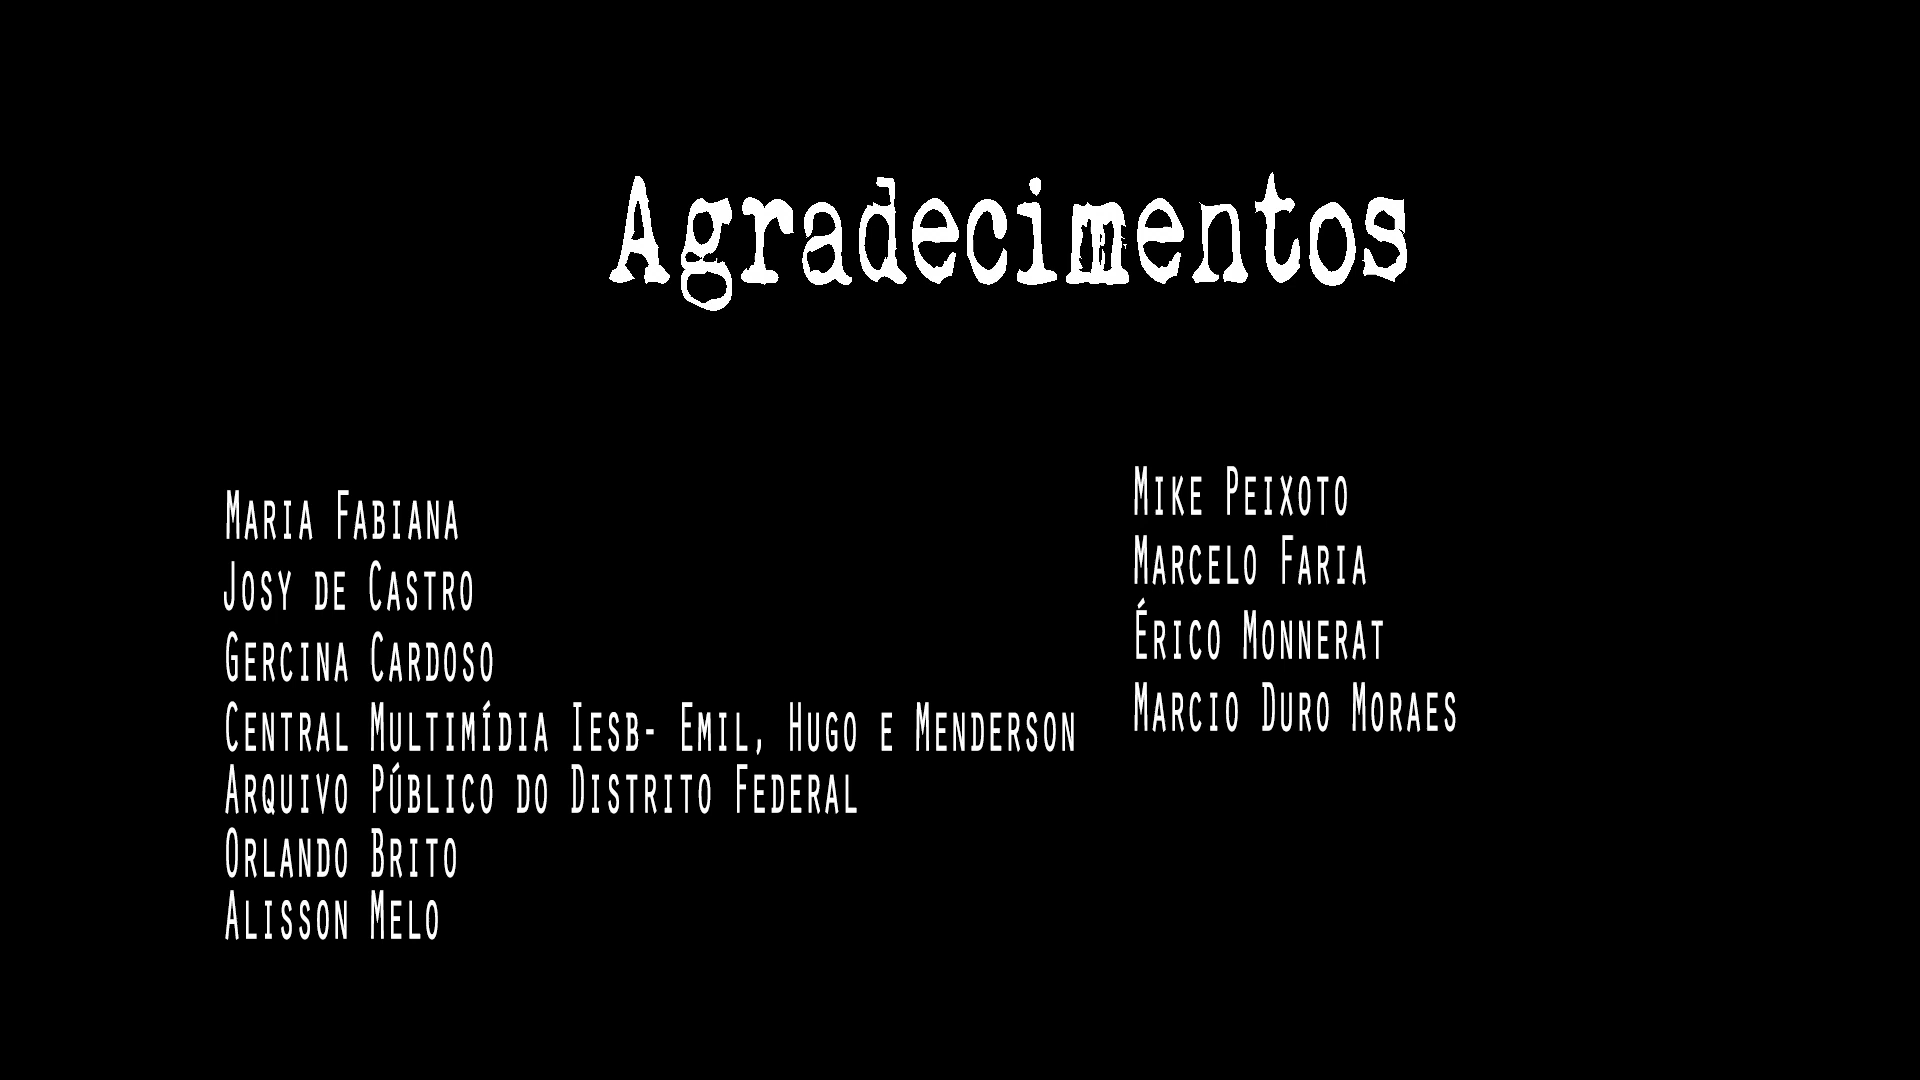 Agradecimentos
Maria Fabiana
Josy de Castro
Gercina Cardoso
Central Multimídia Iesb- Emil, Hugo e Menderson
Arquivo Público do Distrito Federal
Orlando Brito
Alisson Melo
Mike Peixoto
Marcelo Faria
Érico Monnerat
Marcio Duro Moraes